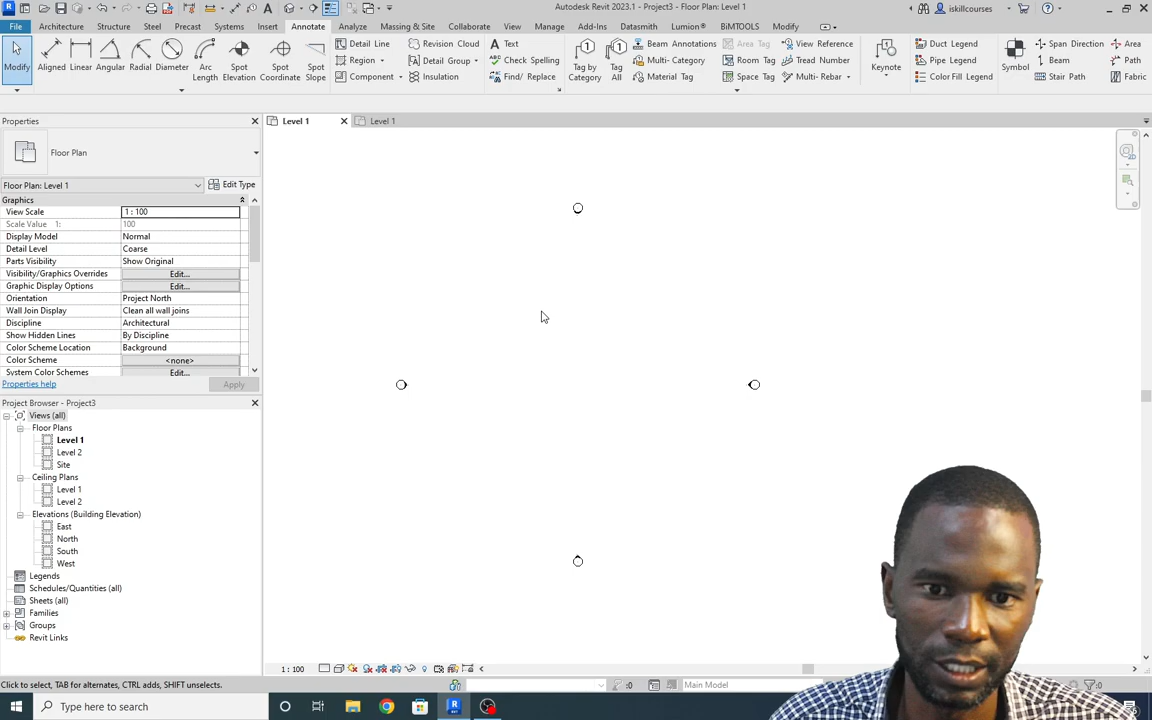 Autodesk Revit 2023.1 - Project3 - Floor Plan: Level 1
iskillcourses
File Architecture Structure Steel Precast Systems Insert Annotate Analyze Massing & Site Collaborate View Manage Add-Ins Datasmith Lumion® BiMTOOLS Modify
Modify
Aligned Linear Angular Radial Diameter Arc Length Spot Elevation Spot Coordinate Spot Slope
Detail Line
Region
Component
Revision Cloud
Detail Group
Insulation
Text
Check Spelling
Find/ Replace
Tag by Category
Tag All
Beam Annotations
Multi- Category
Material Tag
Area Tag
Room Tag
Space Tag
View Reference
Tread Number
Multi- Rebar
Keynote
Duct Legend
Pipe Legend
Color Fill Legend
Symbol
Span Direction
Beam
Stair Path
Area
Path
Fabric
Properties
Level 1
Level 1
Floor Plan
Floor Plan: Level 1
Edit Type
Graphics
View Scale 1 : 100
Scale Value 1: 100
Display Model Normal
Detail Level Coarse
Parts Visibility Show Original
Visibility/Graphics Overrides Edit...
Graphic Display Options Edit...
Orientation Project North
Wall Join Display Clean all wall joins
Discipline Architectural
Show Hidden Lines By Discipline
Color Scheme Location Background
Color Scheme <none>
System Color Schemes Edit...
Properties help
Apply
Project Browser - Project3
Views (all)
Floor Plans
Level 1
Level 2
Site
Ceiling Plans
Level 1
Level 2
Elevations (Building Elevation)
East
North
South
West
Legends
Schedules/Quantities (all)
Sheets (all)
Families
Groups
Revit Links
1 : 100
Click to select, TAB for alternates, CTRL adds, SHIFT unselects.
:0
Main Model
:0
Type here to search